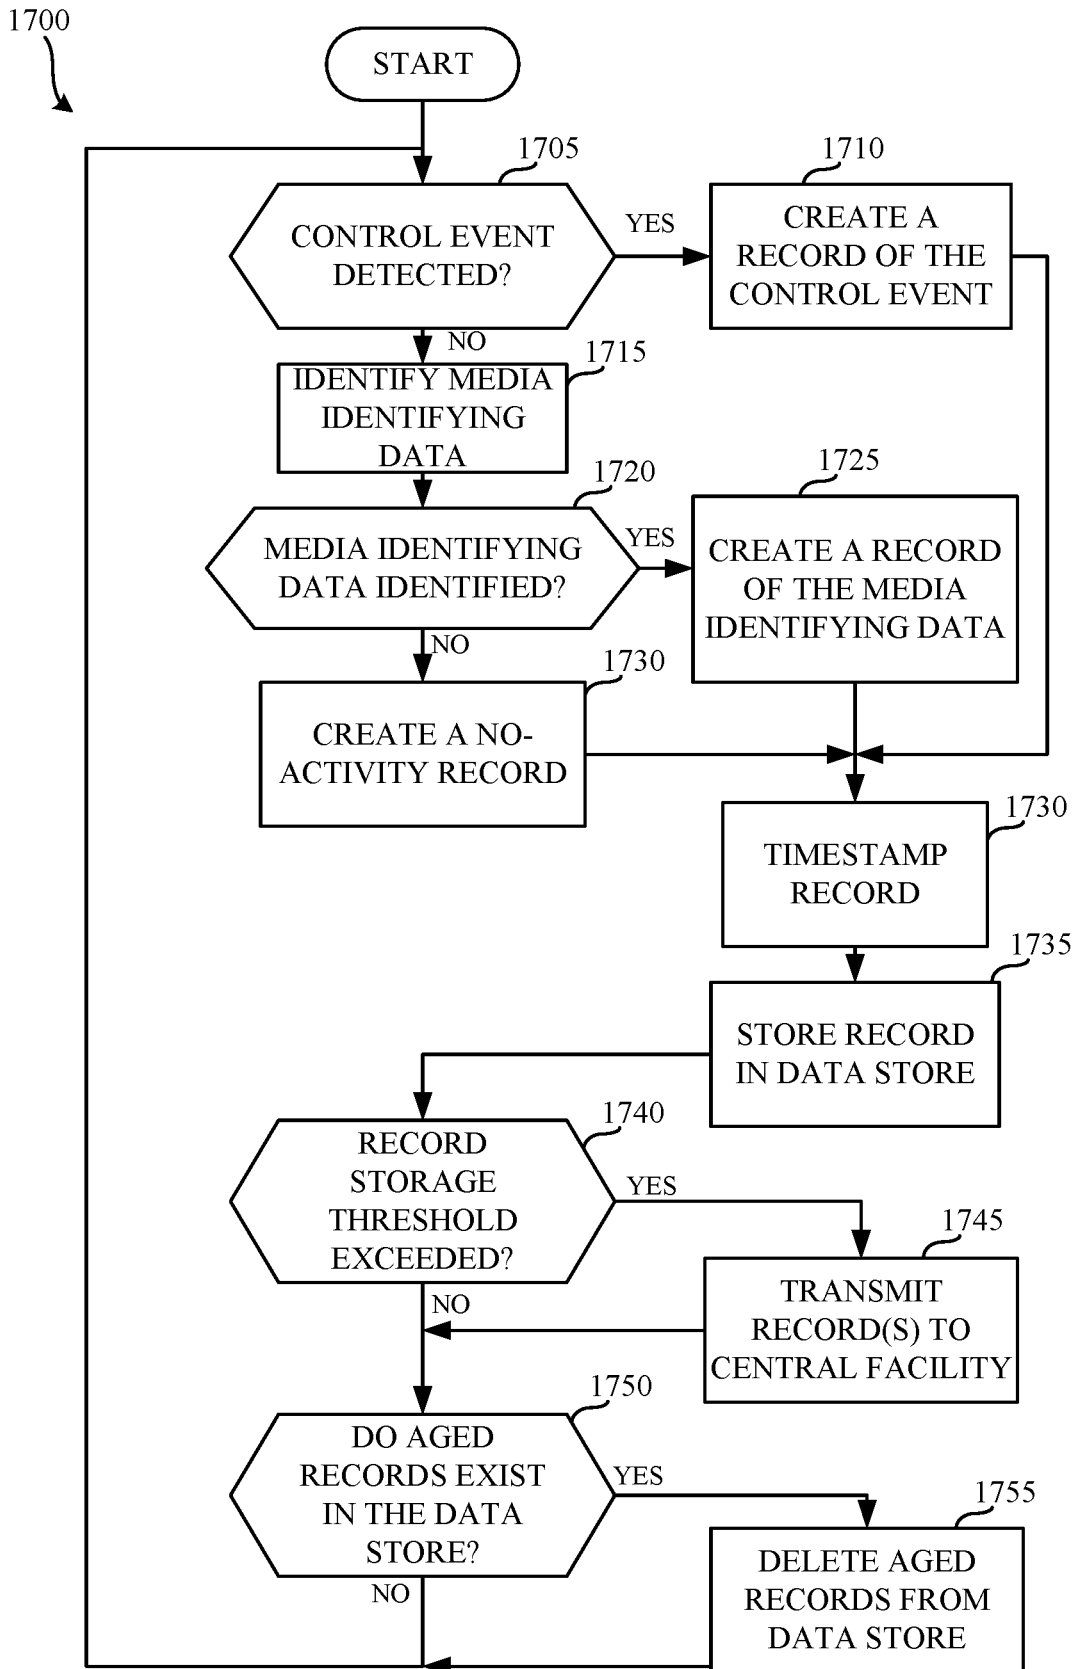 1700
START
1705
CONTROL EVENT
DETECTED?
YES
1710
CREATE A
RECORD OF THE
CONTROL EVENT
NO
1715
IDENTIFY MEDIA
IDENTIFYING
DATA
1720
MEDIA IDENTIFYING
DATA IDENTIFIED?
YES
1725
CREATE A RECORD
OF THE MEDIA
IDENTIFYING DATA
NO
1730
CREATE A NO-
ACTIVITY RECORD
1730
TIMESTAMP
RECORD
1735
STORE RECORD
IN DATA STORE
1740
RECORD
STORAGE
THRESHOLD
EXCEEDED?
YES
1745
TRANSMIT
RECORD(S) TO
CENTRAL FACILITY
NO
1750
DO AGED
RECORDS EXIST
IN THE DATA
STORE?
YES
1755
DELETE AGED
RECORDS FROM
DATA STORE
NO